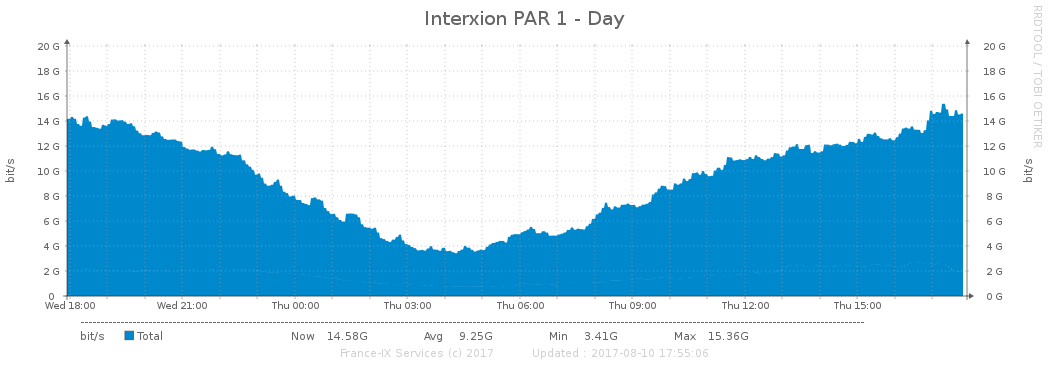 Interxion PAR 1 - Day
RRDTOOL / TOBI OETIKER
bit/s
20 G 20 G
18 G 18 G
16 G 16 G
14 G 14 G
12 G 12 G
10 G 10 G
8 G 8 G
6 G 6 G
4 G 4 G
2 G 2 G
0 0 G
bit/s
Wed 18:00 Wed 21:00 Thu 00:00 Thu 03:00 Thu 06:00 Thu 09:00 Thu 12:00 Thu 15:00
bit/s Total Now 14.58G Avg 9.25G Min 3.41G Max 15.36G
France-IX Services (c) 2017 Updated : 2017-08-10 17:55:06